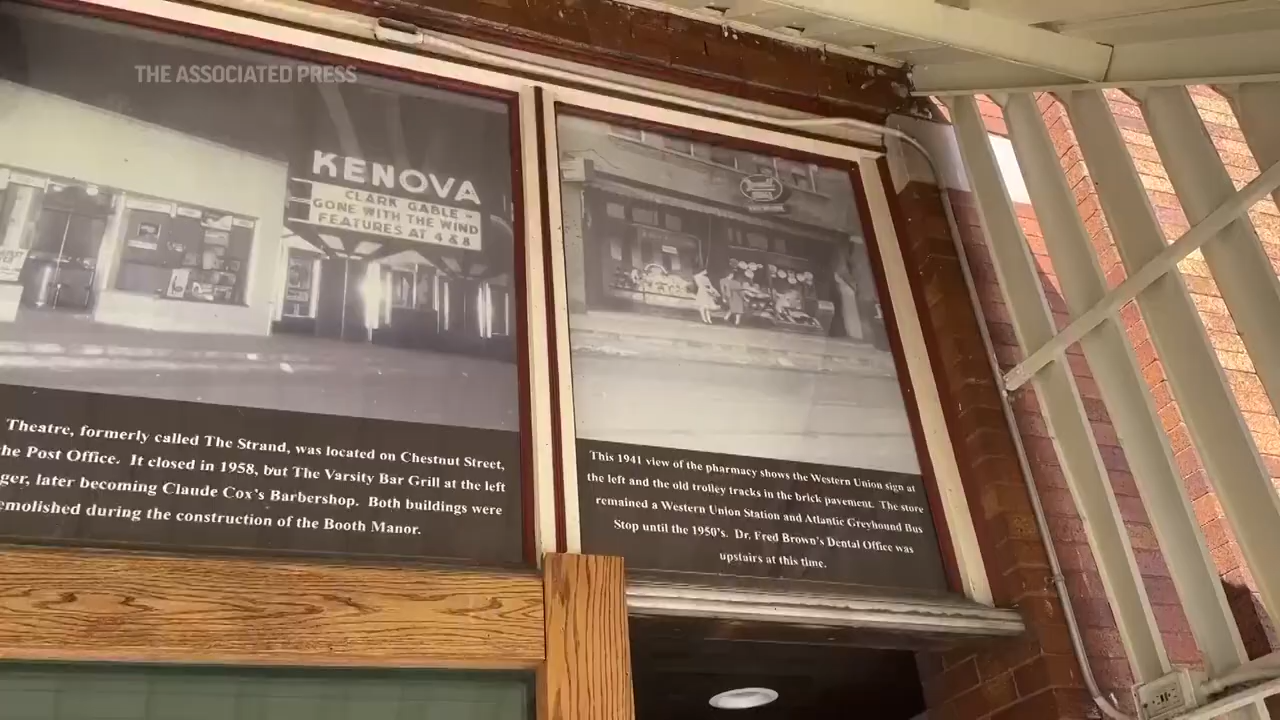 THE ASSOCIATED PRESS
KENOVA
CLARK GABLE -
GONE WITH THE WIND
FEATURES AT 4 & 8
Theatre, formerly called The Strand, was located on Chestnut Street,
the Post Office. It closed in 1958, but The Varsity Bar Grill at the left
ger, later becoming Claude Cox's Barbershop. Both buildings were
emolished during the construction of the Booth Manor.
This 1941 view of the pharmacy shows the Western Union sign at
the left and the old trolley tracks in the brick pavement. The store
remained a Western Union Station and Atlantic Greyhound Bus
Stop until the 1950's. Dr. Fred Brown's Dental Office was
upstairs at this time.